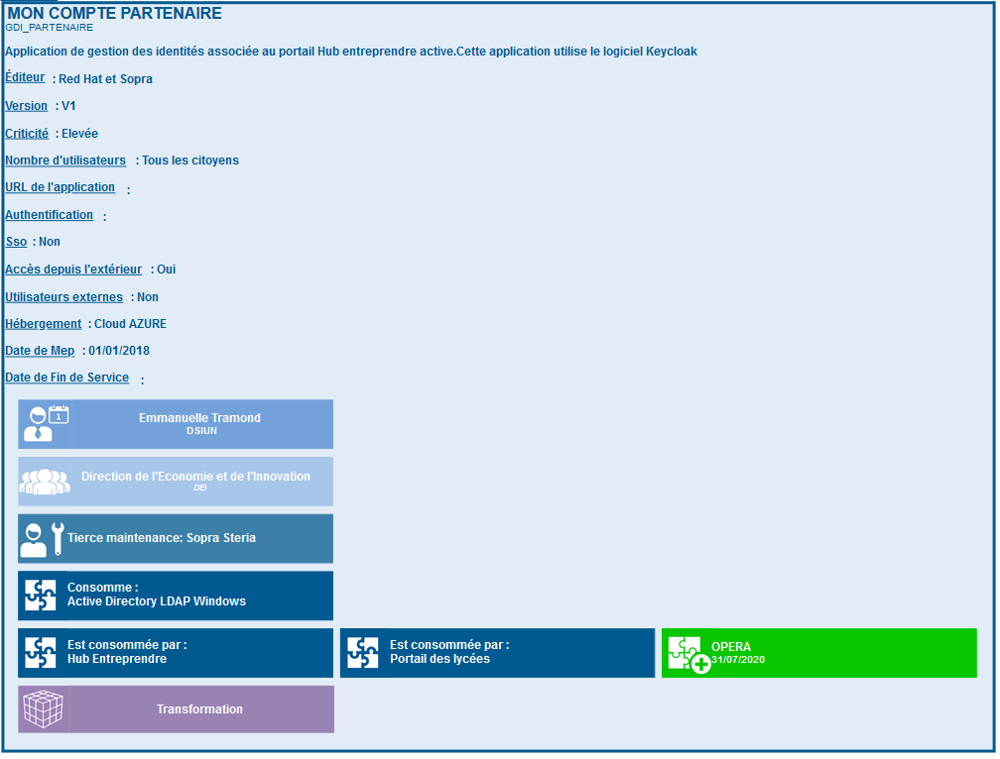 MON COMPTE PARTENAIRE
GDI_PARTENAIRE
Application de gestion des identités associée au portail Hub entreprendre active.Cette application utilise le logiciel Keycloak
Éditeur : Red Hat et Sopra
Version : V1
Criticité : Elevée
Nombre d'utilisateurs : Tous les citoyens
URL de l'application :
Authentification :
Sso : Non
Accès depuis l'extérieur : Oui
Utilisateurs externes : Non
Hébergement : Cloud AZURE
Date de Mep : 01/01/2018
Date de Fin de Service :
1
Emmanuelle Tramond
DSIUN
Direction de l'Economie et de l'Innovation
DEI
Tierce maintenance: Sopra Steria
Consomme :
Active Directory LDAP Windows
Est consommée par :
Hub Entreprendre
Est consommée par :
Portail des lycées
OPERA
31/07/2020
Transformation